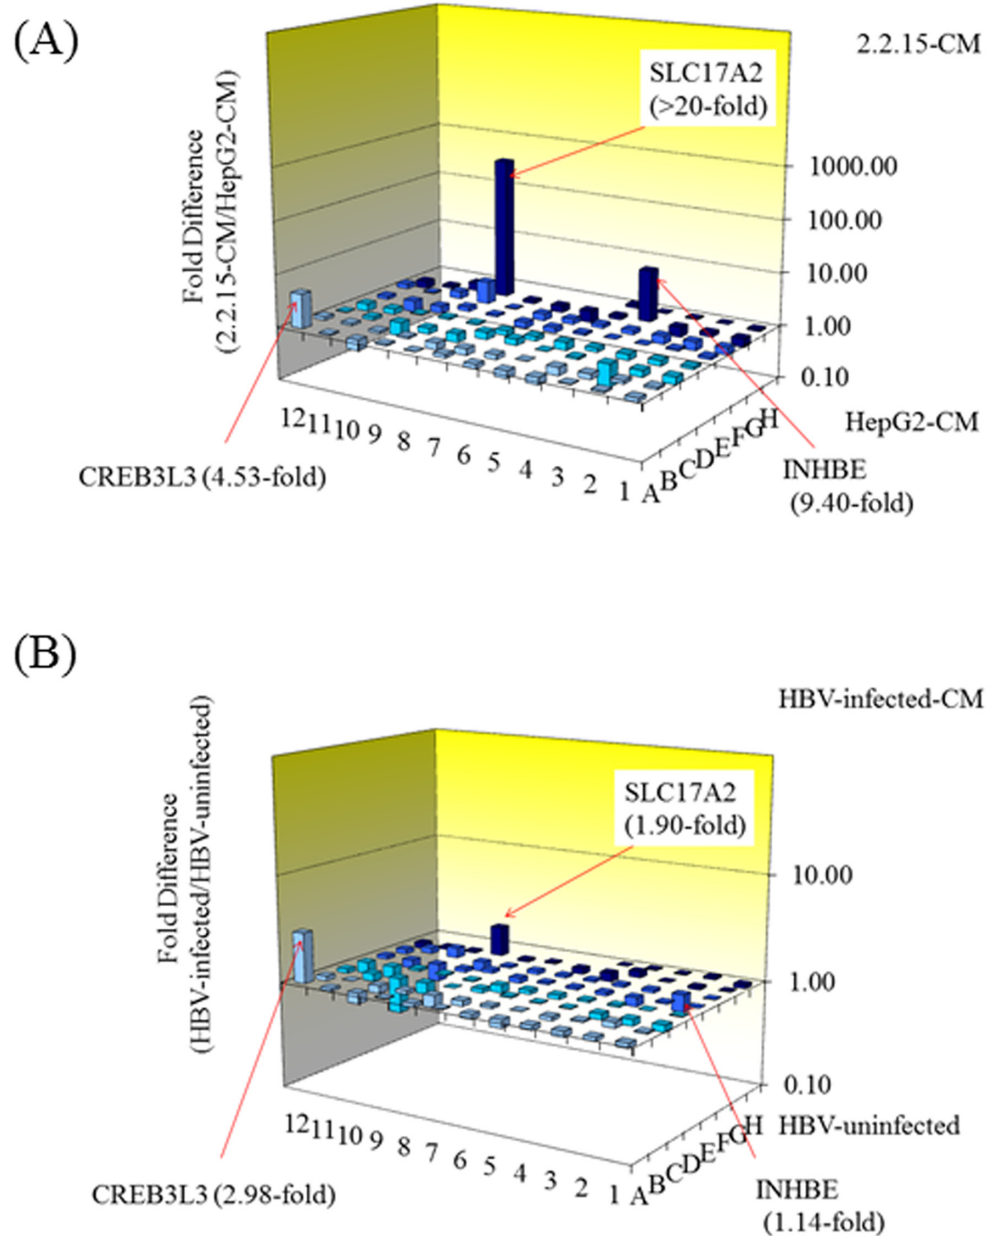 (A)
2.2.15-CM
SLC17A2
(>20-fold)
Fold Difference
(2.2.15-CM/HepG2-CM)
1000.00
100.00
10.00
1.00
0.10
12 11 10 9 8 7 6 5 4 3 2 1
A B C D E F G H
HepG2-CM
CREB3L3 (4.53-fold)
INHBE
(9.40-fold)
(B)
HBV-infected-CM
SLC17A2
(1.90-fold)
Fold Difference
(HBV-infected/HBV-uninfected)
10.00
1.00
0.10
12 11 10 9 8 7 6 5 4 3 2 1
A B C D E F G H
HBV-uninfected
CREB3L3 (2.98-fold)
INHBE
(1.14-fold)